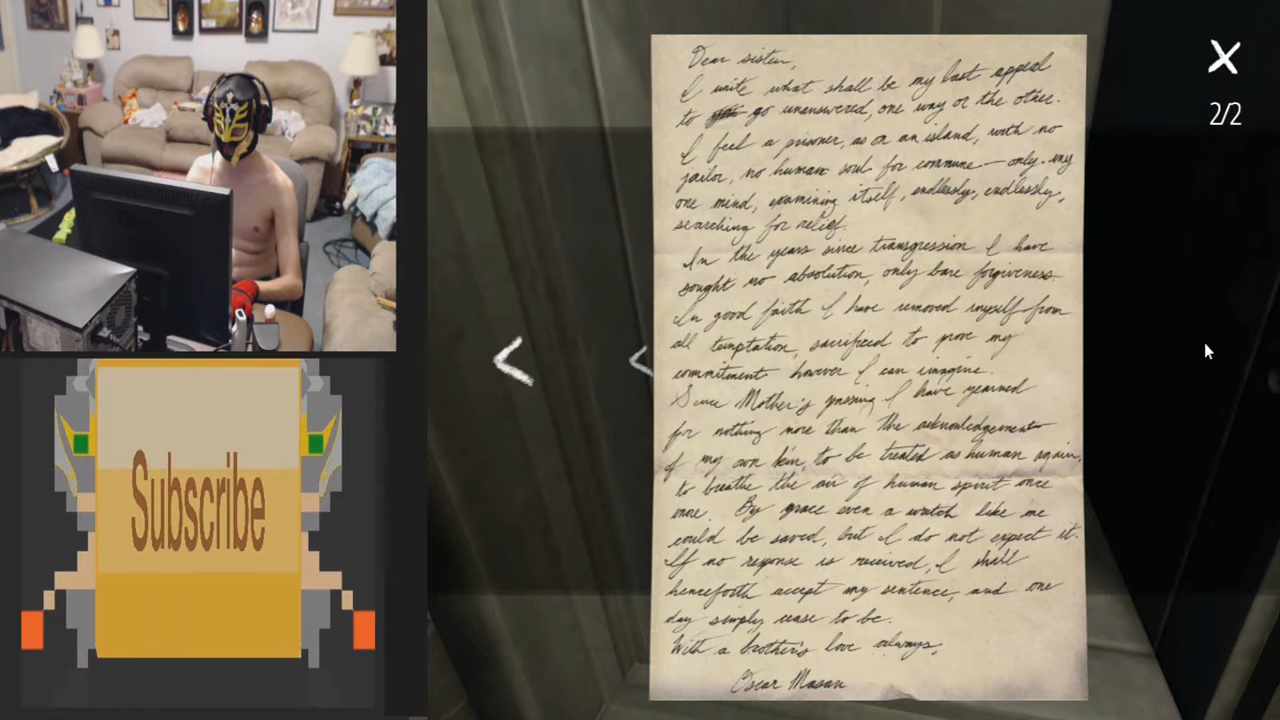 Dear sister,
I write what shall be my last appeal
to go unanswered, one way or the other.
I feel a prisoner, as on an island, with no
jailor, no human soul for commune — only my
one mind, examining itself, endlessly, endlessly,
searching for relief.
In the years since transgression I have
sought no absolution, only bare forgiveness.
In good faith I have removed myself from
all temptation, sacrificed to prove my
commitment however I can imagine.
Since Mother's passing I have yearned
for nothing more than the acknowledgement
of my own kin, to be treated as human again,
to breathe the air of human spirit once
more. By grace even a wretch like me
could be saved, but I do not expect it.
If no response is received, I shall
henceforth accept my sentence, and one
day simply cease to be.
With a brother's love always,
Oscar Masan
2/2
Subscribe